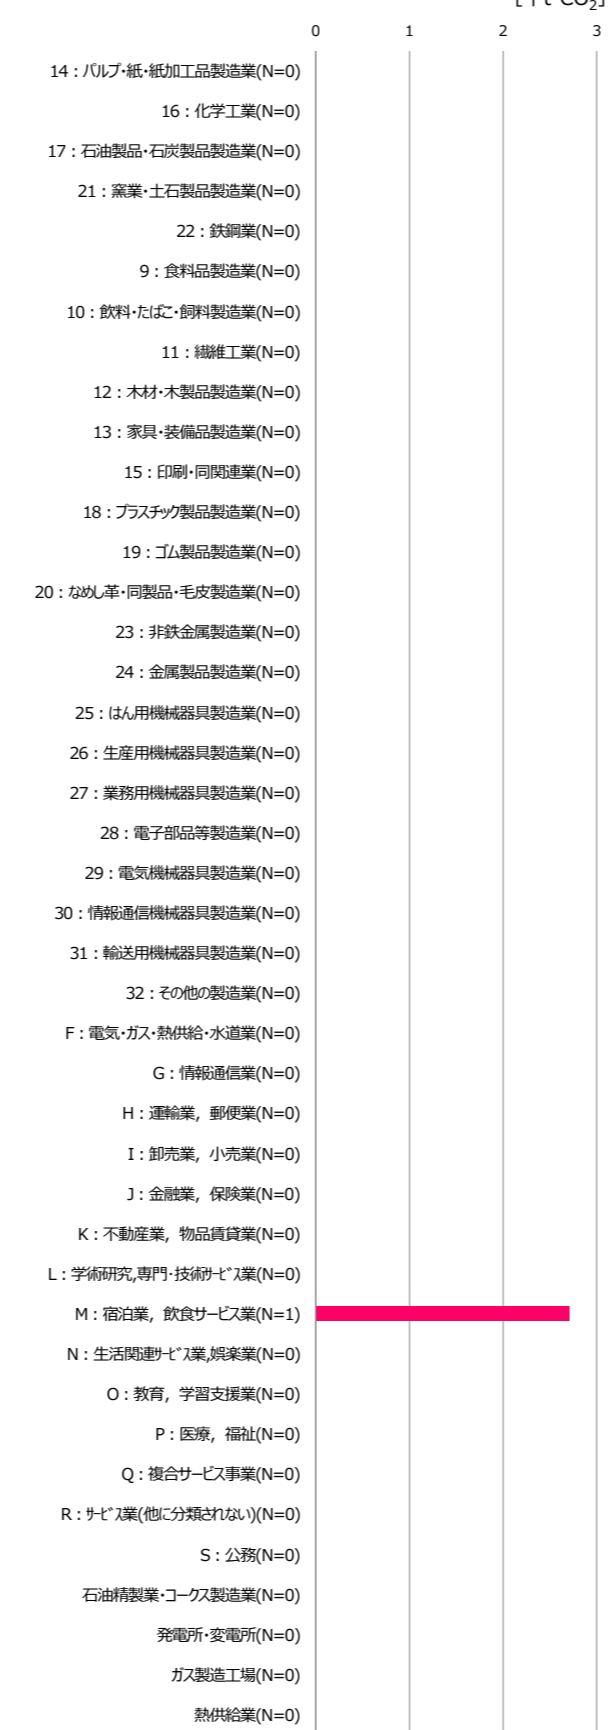 t-CO2]
0 1 2 3
14：パルプ・紙・紙加工品製造業(N=0)
16：化学工業(N=0)
17：石油製品・石炭製品製造業(N=0)
21：窯業・土石製品製造業(N=0)
22：鉄鋼業(N=0)
9：食料品製造業(N=0)
10：飲料・たばこ・飼料製造業(N=0)
11：繊維工業(N=0)
12：木材・木製品製造業(N=0)
13：家具・装備品製造業(N=0)
15：印刷・同関連業(N=0)
18：プラスチック製品製造業(N=0)
19：ゴム製品製造業(N=0)
20：なめし革・同製品・毛皮製造業(N=0)
23：非鉄金属製造業(N=0)
24：金属製品製造業(N=0)
25：はん用機械器具製造業(N=0)
26：生産用機械器具製造業(N=0)
27：業務用機械器具製造業(N=0)
28：電子部品等製造業(N=0)
29：電気機械器具製造業(N=0)
30：情報通信機械器具製造業(N=0)
31：輸送用機械器具製造業(N=0)
32：その他の製造業(N=0)
F：電気・ガス・熱供給・水道業(N=0)
G：情報通信業(N=0)
H：運輸業，郵便業(N=0)
I：卸売業，小売業(N=0)
J：金融業，保険業(N=0)
K：不動産業，物品賃貸業(N=0)
L：学術研究,専門・技術ｻｰﾋﾞｽ業(N=0)
M：宿泊業，飲食サービス業(N=1)
N：生活関連ｻｰﾋﾞｽ業,娯楽業(N=0)
O：教育，学習支援業(N=0)
P：医療，福祉(N=0)
Q：複合サービス事業(N=0)
R：ｻｰﾋﾞｽ業(他に分類されない)(N=0)
S：公務(N=0)
石油精製業・コークス製造業(N=0)
発電所・変電所(N=0)
ガス製造工場(N=0)
熱供給業(N=0)